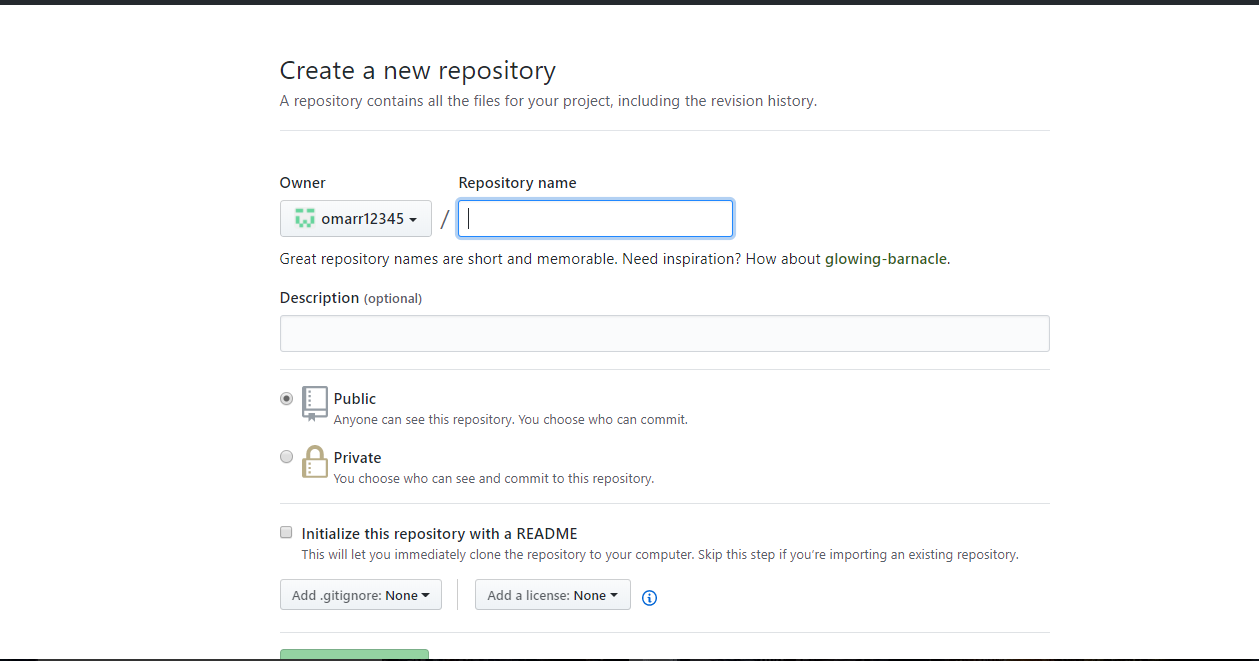 Create a new repository
A repository contains all the files for your project, including the revision history.
Owner
Repository name
omarr12345
/
Great repository names are short and memorable. Need inspiration? How about glowing-barnacle.
Description (optional)
Public
Anyone can see this repository. You choose who can commit.
Private
You choose who can see and commit to this repository.
Initialize this repository with a README
This will let you immediately clone the repository to your computer. Skip this step if you’re importing an existing repository.
Add .gitignore: None
Add a license: None